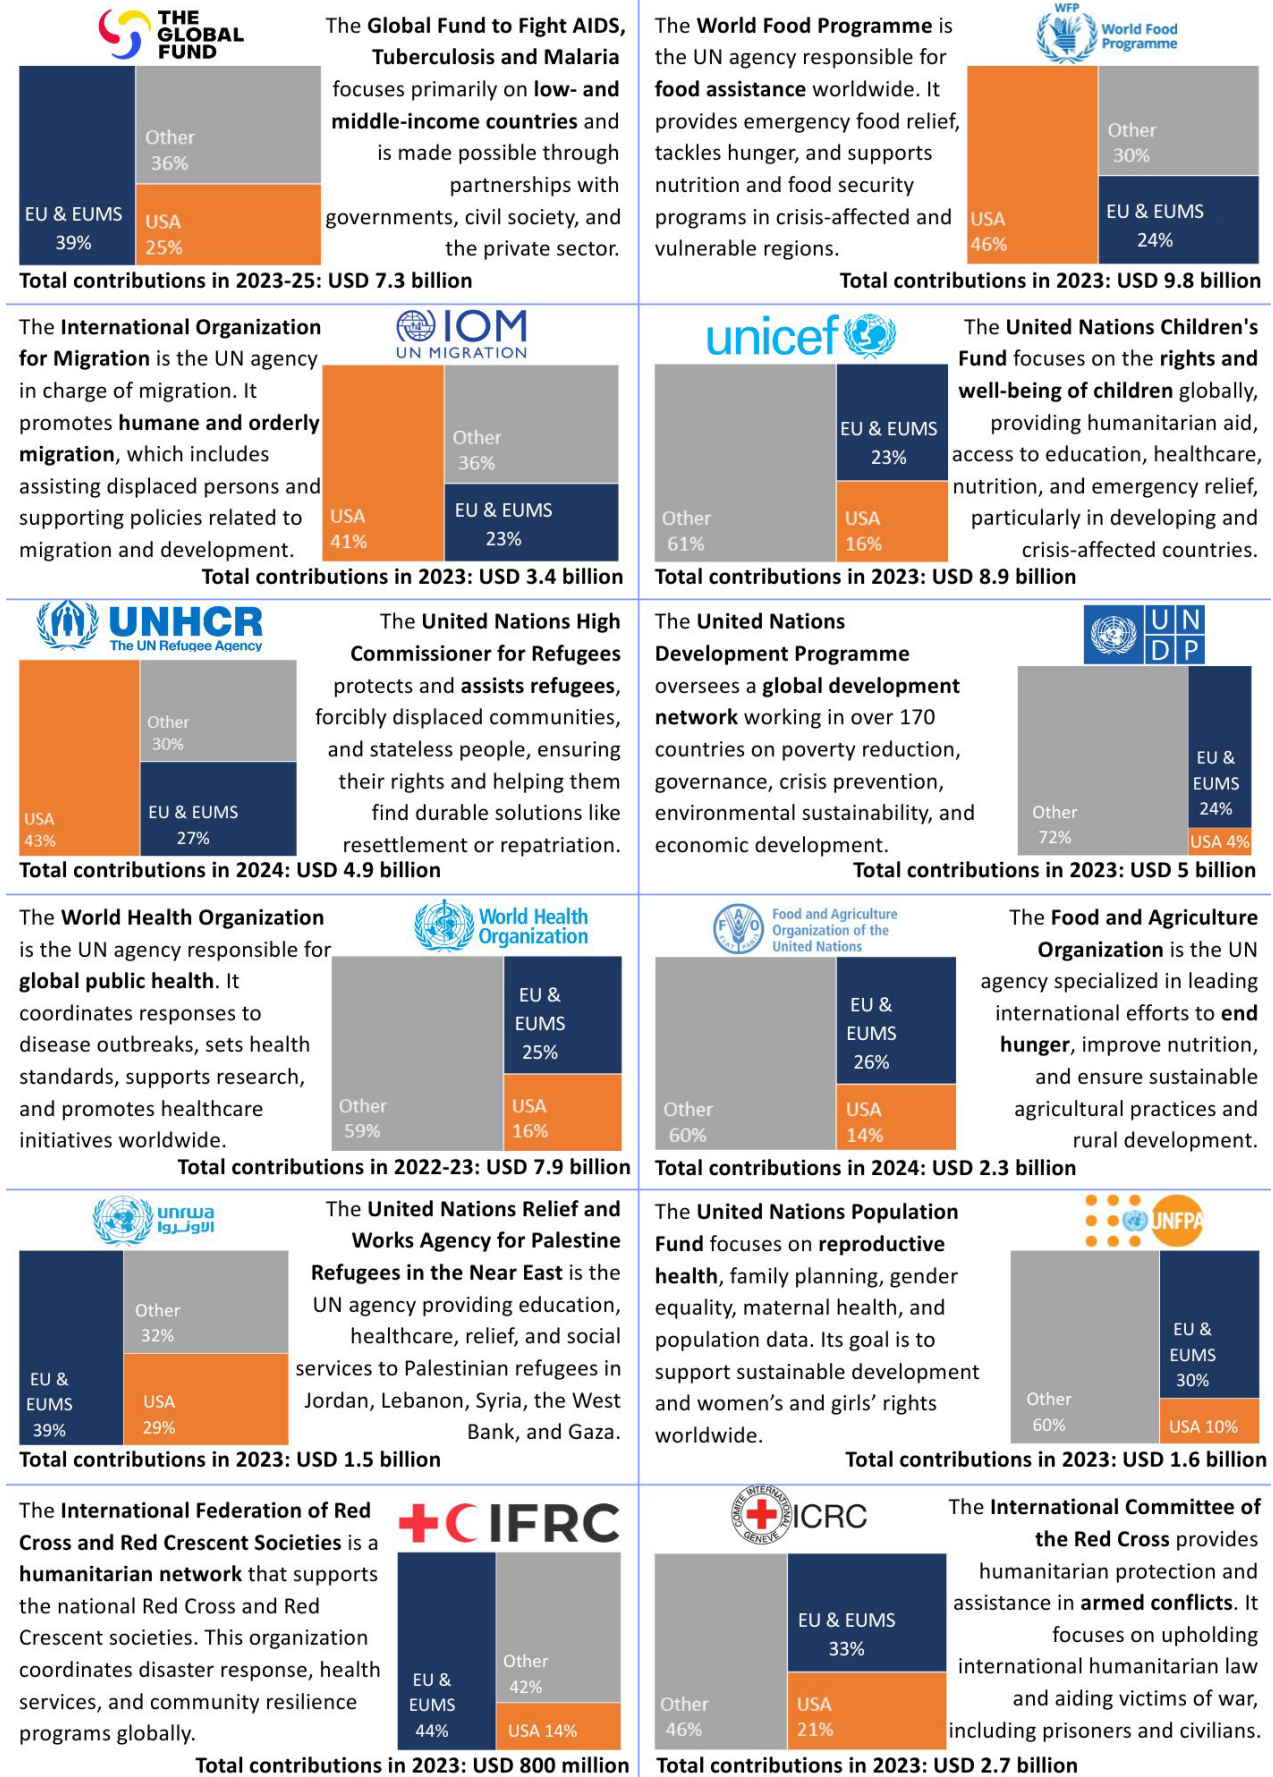 THE
GLOBAL
FUND
The Global Fund to Fight AIDS,
Tuberculosis and Malaria
focuses primarily on low- and
middle-income countries and
is made possible through
partnerships with
governments, civil society, and
the private sector.
Other
36%
EU & EUMS
39%
USA
25%
Total contributions in 2023-25: USD 7.3 billion
The World Food Programme is
the UN agency responsible for
food assistance worldwide. It
provides emergency food relief,
tackles hunger, and supports
nutrition and food security
programs in crisis-affected and
vulnerable regions.
WFP
World Food
Programme
Other
30%
USA
46%
EU & EUMS
24%
Total contributions in 2023: USD 9.8 billion
The International Organization
for Migration is the UN agency
in charge of migration. It
promotes humane and orderly
migration, which includes
assisting displaced persons and
supporting policies related to
migration and development.
IOM
UN MIGRATION
Other
36%
USA
41%
EU & EUMS
23%
Total contributions in 2023: USD 3.4 billion
unicef
The United Nations Children's
Fund focuses on the rights and
well-being of children globally,
providing humanitarian aid,
access to education, healthcare,
nutrition, and emergency relief,
particularly in developing and
crisis-affected countries.
EU & EUMS
23%
Other
61%
USA
16%
Total contributions in 2023: USD 8.9 billion
UNHCR
The UN Refugee Agency
The United Nations High
Commissioner for Refugees
protects and assists refugees,
forcibly displaced communities,
and stateless people, ensuring
their rights and helping them
find durable solutions like
resettlement or repatriation.
Other
30%
USA
43%
EU & EUMS
27%
Total contributions in 2024: USD 4.9 billion
The United Nations
Development Programme
oversees a global development
network working in over 170
countries on poverty reduction,
governance, crisis prevention,
environmental sustainability, and
economic development.
U N
D P
EU &
EUMS
24%
Other
72%
USA 4%
Total contributions in 2023: USD 5 billion
The World Health Organization
is the UN agency responsible for
global public health. It
coordinates responses to
disease outbreaks, sets health
standards, supports research,
and promotes healthcare
initiatives worldwide.
World Health
Organization
EU &
EUMS
25%
Other
59%
USA
16%
Total contributions in 2022-23: USD 7.9 billion
F A O
FIAT PANIS
Food and Agriculture
Organization of the
United Nations
The Food and Agriculture
Organization is the UN
agency specialized in leading
international efforts to end
hunger, improve nutrition,
and ensure sustainable
agricultural practices and
rural development.
EU &
EUMS
26%
Other
60%
USA
14%
Total contributions in 2024: USD 2.3 billion
unrwa
الأونروا
The United Nations Relief and
Works Agency for Palestine
Refugees in the Near East is the
UN agency providing education,
healthcare, relief, and social
services to Palestinian refugees in
Jordan, Lebanon, Syria, the West
Bank, and Gaza.
Other
32%
EU &
EUMS
39%
USA
29%
Total contributions in 2023: USD 1.5 billion
The United Nations Population
Fund focuses on reproductive
health, family planning, gender
equality, maternal health, and
population data. Its goal is to
support sustainable development
and women’s and girls’ rights
worldwide.
UNFPA
EU &
EUMS
30%
Other
60%
USA 10%
Total contributions in 2023: USD 1.6 billion
The International Federation of Red
Cross and Red Crescent Societies is a
humanitarian network that supports
the national Red Cross and Red
Crescent societies. This organization
coordinates disaster response, health
services, and community resilience
programs globally.
IFRC
Other
42%
EU &
EUMS
44%
USA 14%
Total contributions in 2023: USD 800 million
COMITE INTERNATIONAL
GENEVE
ICRC
The International Committee of
the Red Cross provides
humanitarian protection and
assistance in armed conflicts. It
focuses on upholding
international humanitarian law
and aiding victims of war,
including prisoners and civilians.
EU & EUMS
33%
Other
46%
USA
21%
Total contributions in 2023: USD 2.7 billion